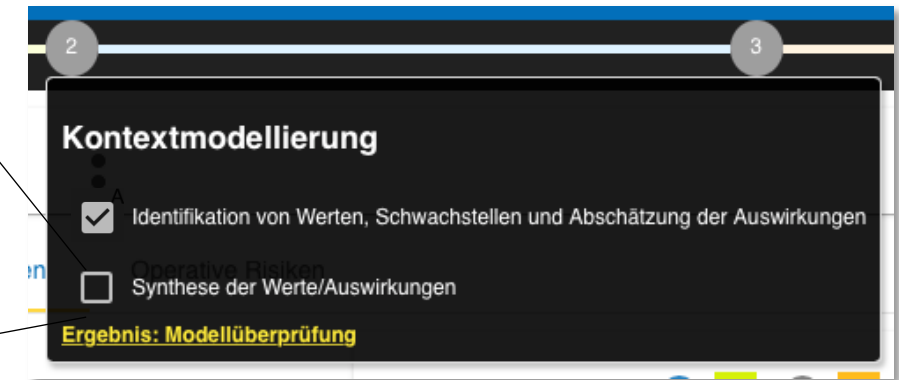 2
3
Kontextmodellierung
A
Identifikation von Werten, Schwachstellen und Abschätzung der Auswirkungen
en
Operative Risiken
Synthese der Werte/Auswirkungen
Ergebnis: Modellüberprüfung